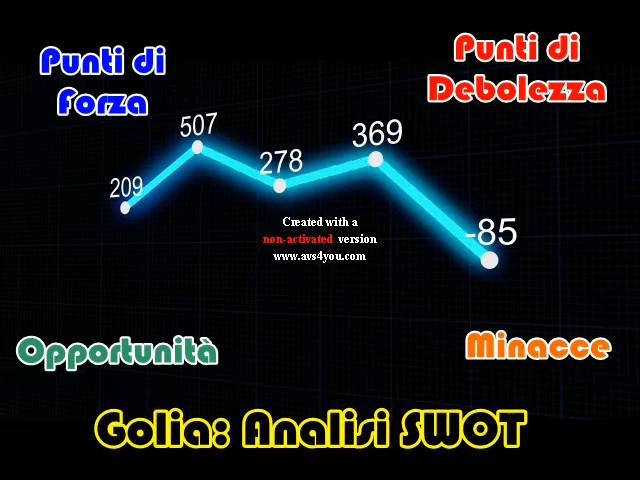 Punti di
Forza
Punti di
Debolezza
209
507
278
369
-85
Created with a
non-activated version
www.avs4you.com
Opportunità
Minacce
Golia: Analisi SWOT